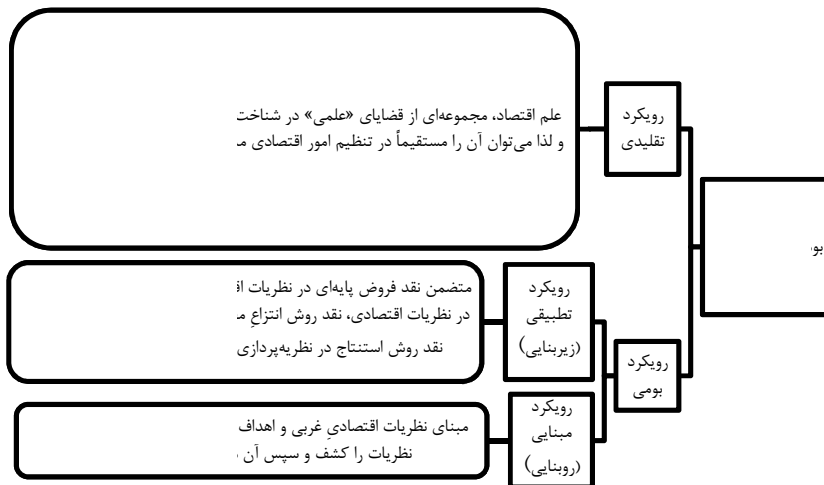 رویکرد
تقلیدی
علم اقتصاد، مجموعه‌ای از قضایای «علمی» در شناخت
و لذا می‌توان آن را مستقیماً در تنظیم امور اقتصادی
رویکرد
بومی
رویکرد
تطبیقی
(زیربنایی)
متضمن نقد فروض پایه‌ای در نظریات
در نظریات اقتصادی، نقد روش انتزاعِ
نقد روش استنتاج در نظریه‌پردازی
رویکرد
مبنایی
(روبنایی)
مبنای نظریات اقتصادیِ غربی و اهداف
نظریات را کشف و سپس آن